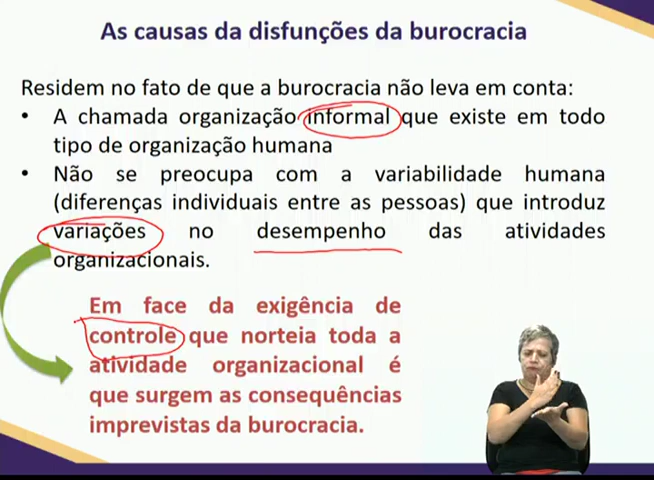 As causas da disfunções da burocracia
Residem no fato de que a burocracia não leva em conta:
• A chamada organização informal que existe em todo
tipo de organização humana
• Não se preocupa com a variabilidade humana
(diferenças individuais entre as pessoas) que introduz
variações no desempenho das atividades
organizacionais.
Em face da exigência de
controle que norteia toda a
atividade organizacional é
que surgem as consequências
imprevistas da burocracia.